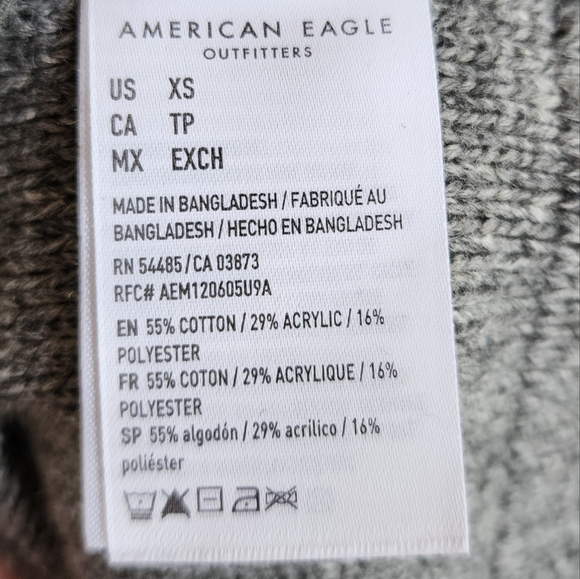 AMERICAN EAGLE
OUTFITTERS
US XS
CA TP
MX EXCH
MADE IN BANGLADESH / FABRIQUÉ AU
BANGLADESH / HECHO EN BANGLADESH
RN 54485 / CA 03873
RFC# AEM120605U9A
EN 55% COTTON / 29% ACRYLIC / 16%
POLYESTER
FR 55% COTON / 29% ACRYLIQUE / 16%
POLYESTER
SP 55% algodón / 29% acrílico / 16%
poliéster